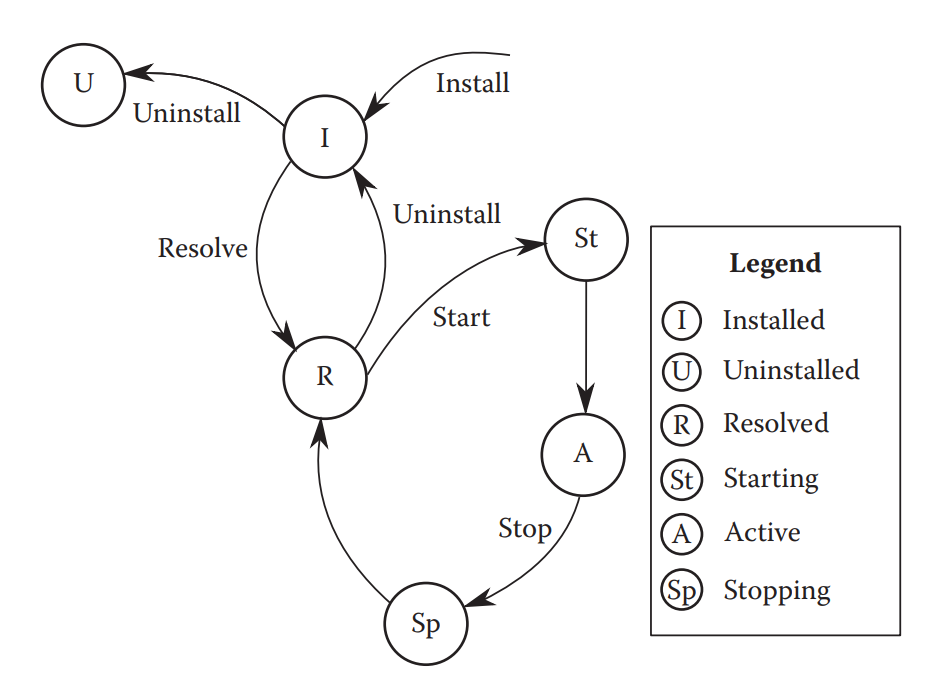 U
Install
Uninstall
I
Uninstall
St
Resolve
Start
R
A
Stop
Sp
Legend
I Installed
U Uninstalled
R Resolved
St Starting
A Active
Sp Stopping